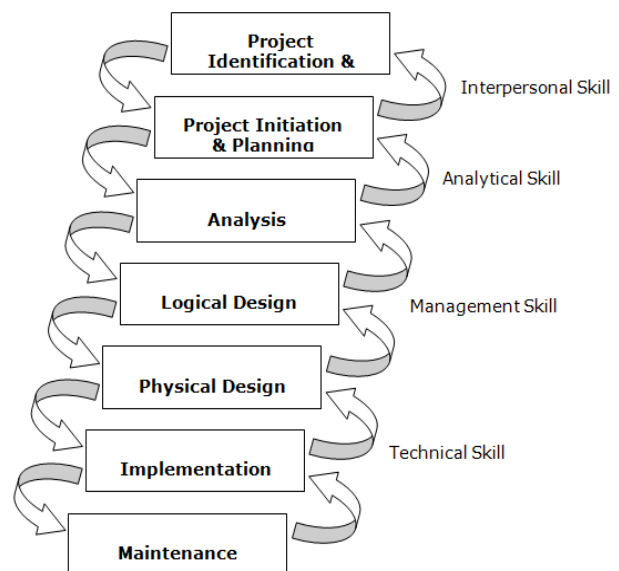 Project
Identification &
Interpersonal Skill
Project Initiation
& Planning
Analytical Skill
Analysis
Logical Design
Management Skill
Physical Design
Technical Skill
Implementation
Maintenance